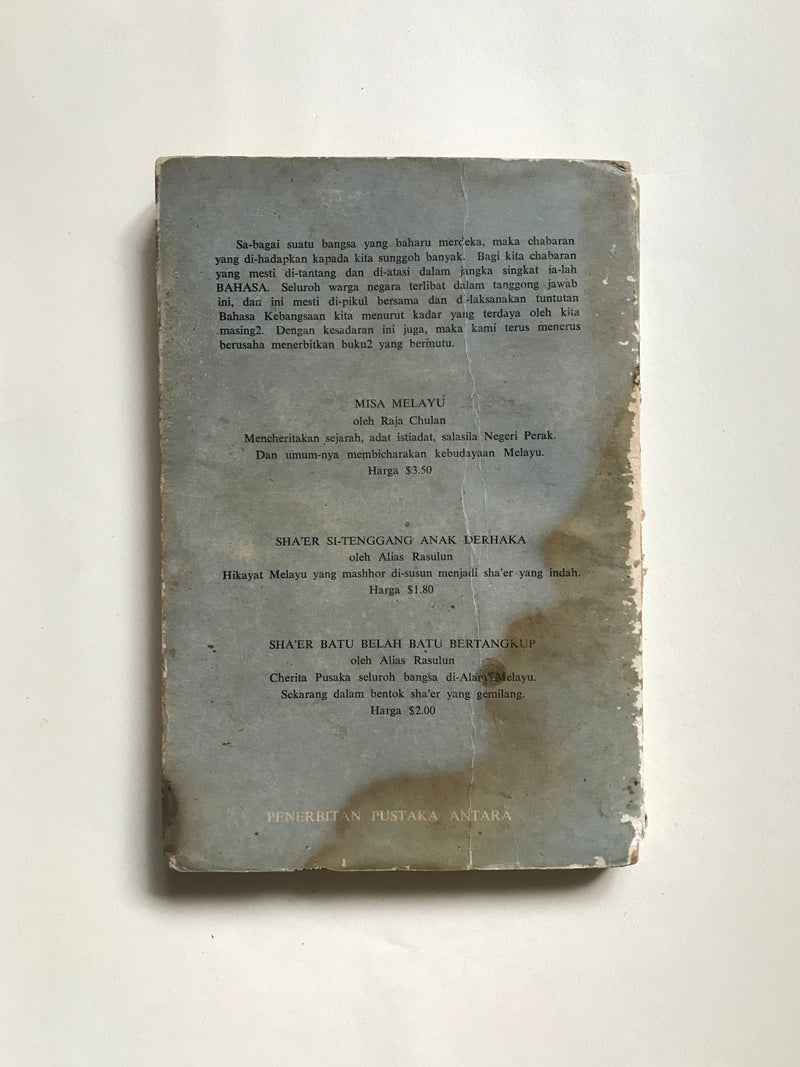 Sa-bagai suatu bangsa yang baharu merdeka, maka chabaran
yang di-hadapkan kapada kita sunggoh banyak. Bagi kita chabaran
yang mesti di-tantang dan di-atasi dalam jangka singkat ia-lah
BAHASA. Seluroh warga negara terlibat dalam tanggong jawab
ini, dan ini mesti di-pikul bersama dan di-laksanakan tuntutan
Bahasa Kebangsaan kita menurut kadar yang terdaya oleh kita
masing2. Dengan kesadaran ini juga, maka kami terus menerus
berusaha menerbitkan buku2 yang bermutu.
MISA MELAYU
oleh Raja Chulan
Mencheritakan sejarah, adat istiadat, salasila Negeri Perak.
Dan umum-nya membicharakan kebudayaan Melayu.
Harga $3.50
SHA'ER SI-TENGGANG ANAK DERHAKA
oleh Alias Rasulun
Hikayat Melayu yang mashhor di-susun menjadi sha'er yang indah.
Harga $1.80
SHA'ER BATU BELAH BATU BERTANGKUP
oleh Alias Rasulun
Cherita Pusaka seluroh bangsa di-Alam Melayu.
Sekarang dalam bentok sha'er yang gemilang.
Harga $2.00
PENERBITAN PUSTAKA ANTARA